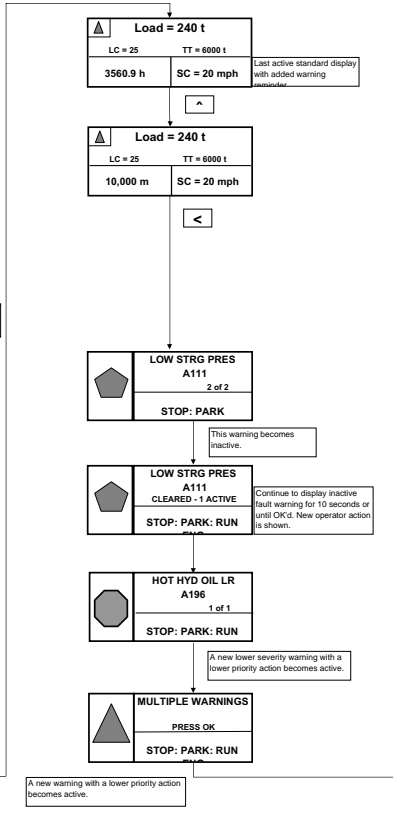 Load = 240 t
LC = 25 TT = 6000 t
3560.9 h SC = 20 mph
Last active standard display
with added warning
reminder
^
Load = 240 t
LC = 25 TT = 6000 t
10,000 m SC = 20 mph
<
LOW STRG PRES
A111
2 of 2
STOP: PARK
This warning becomes
inactive.
LOW STRG PRES
A111
CLEARED - 1 ACTIVE
STOP: PARK: RUN
ENG
Continue to display inactive
fault warning for 10 seconds or
until OK'd. New operator action
is shown.
HOT HYD OIL LR
A196
1 of 1
STOP: PARK: RUN
A new lower severity warning with a
lower priority action becomes active.
MULTIPLE WARNINGS
PRESS OK
STOP: PARK: RUN
ENG
A new warning with a lower priority action
becomes active.